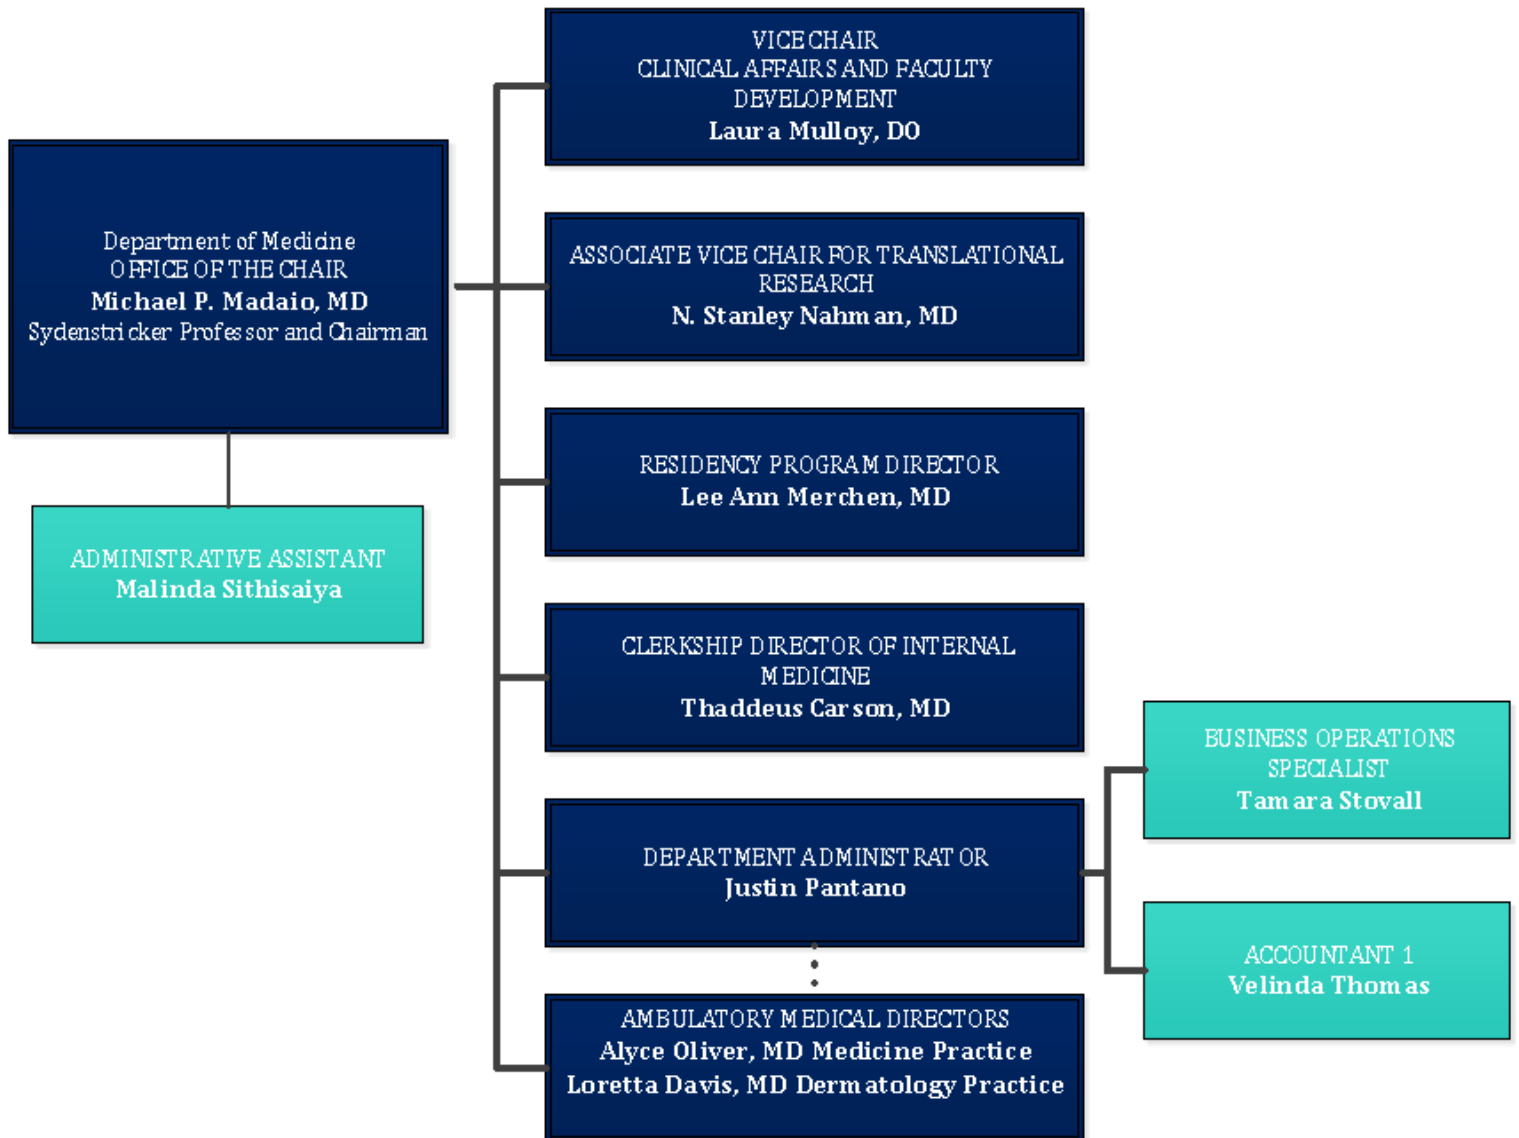 Department of Medicine
OFFICE OF THE CHAIR
Michael P. Madaio, MD
Sydenstricker Professor and Chairman
ADMINISTRATIVE ASSISTANT
Malinda Sithisaiya
VICE CHAIR
CLINICAL AFFAIRS AND FACULTY
DEVELOPMENT
Laura Mulloy, DO
ASSOCIATE VICE CHAIR FOR TRANSLATIONAL
RESEARCH
N. Stanley Nahman, MD
RESIDENCY PROGRAM DIRECTOR
Lee Ann Merchen, MD
CLERKSHIP DIRECTOR OF INTERNAL
MEDICINE
Thaddeus Carson, MD
DEPARTMENT ADMINISTRATOR
Justin Pantano
BUSINESS OPERATIONS
SPECIALIST
Tamara Stovall
ACCOUNTANT 1
Velinda Thomas
AMBULATORY MEDICAL DIRECTORS
Alyce Oliver, MD Medicine Practice
Loretta Davis, MD Dermatology Practice